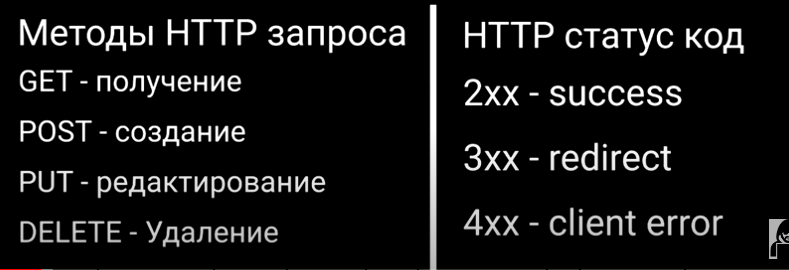 Методы HTTP запроса
GET - получение
POST - создание
PUT - редактирование
DELETE - Удаление
HTTP статус код
2xx - success
3xx - redirect
4xx - client error